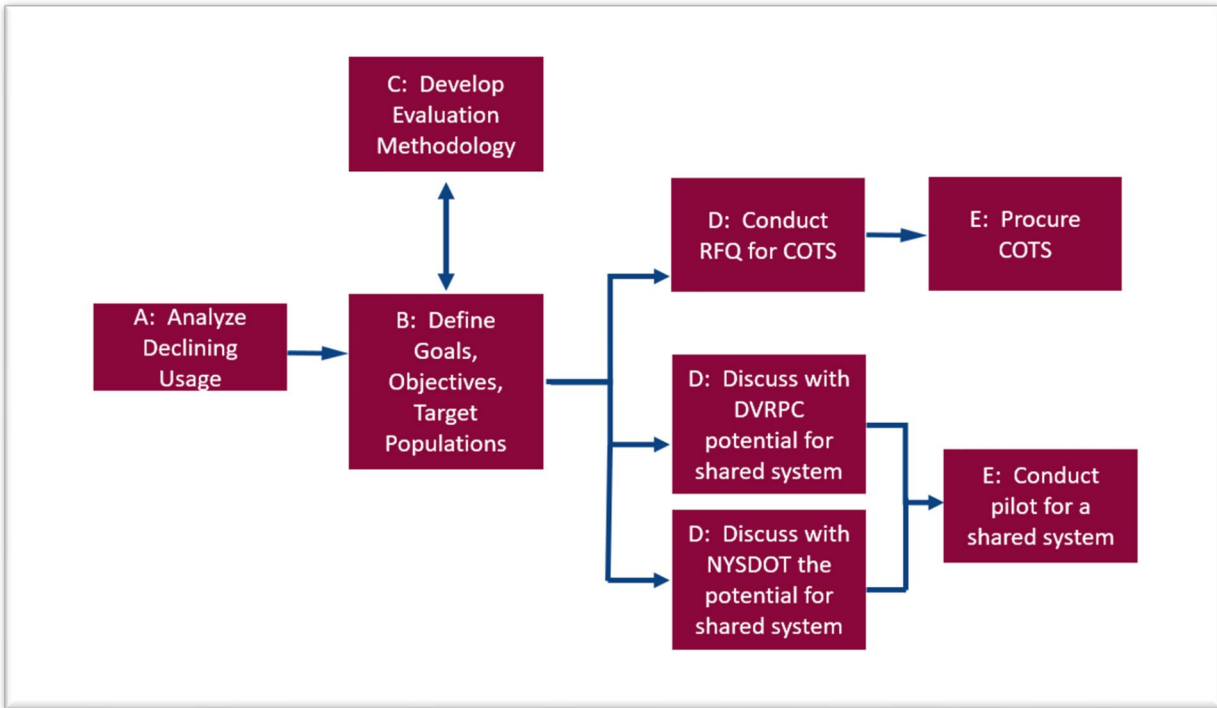 C:  Develop
Evaluation
Methodology
D:  Conduct
RFQ for COTS
E:  Procure
COTS
A:  Analyze
Declining
Usage
B:  Define
Goals,
Objectives,
Target
Populations
D:  Discuss with
DVRPC
potential for
shared system
E:  Conduct
pilot for a
shared system
D:  Discuss with
NYSDOT the
potential for
shared system